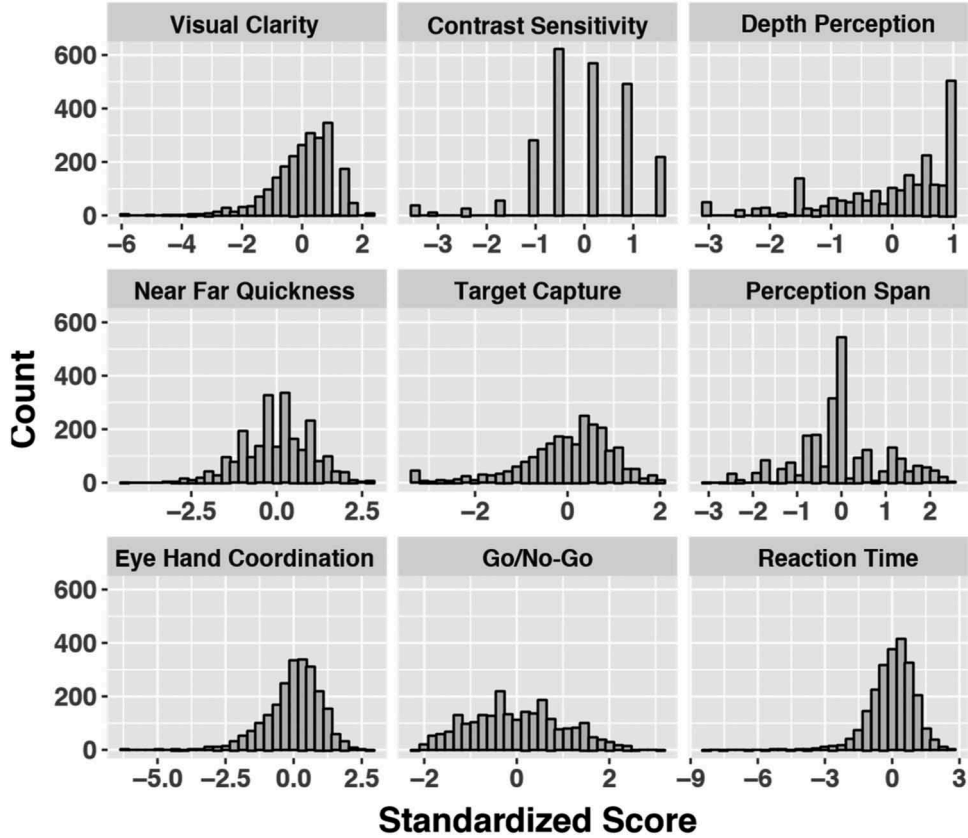 Visual Clarity Contrast Sensitivity Depth Perception
600
400
200
0
−6 −4 −2 0 2 −3 −2 −1 0 1 −3 −2 −1 0 1
Near Far Quickness Target Capture Perception Span
600
400
200
0
−2.5 0.0 2.5 −2 0 2 −3 −2 −1 0 1 2
Count
Eye Hand Coordination Go/No-Go Reaction Time
600
400
200
0
−5.0 −2.5 0.0 2.5 −2 0 2 −9 −6 −3 0 3
Standardized Score